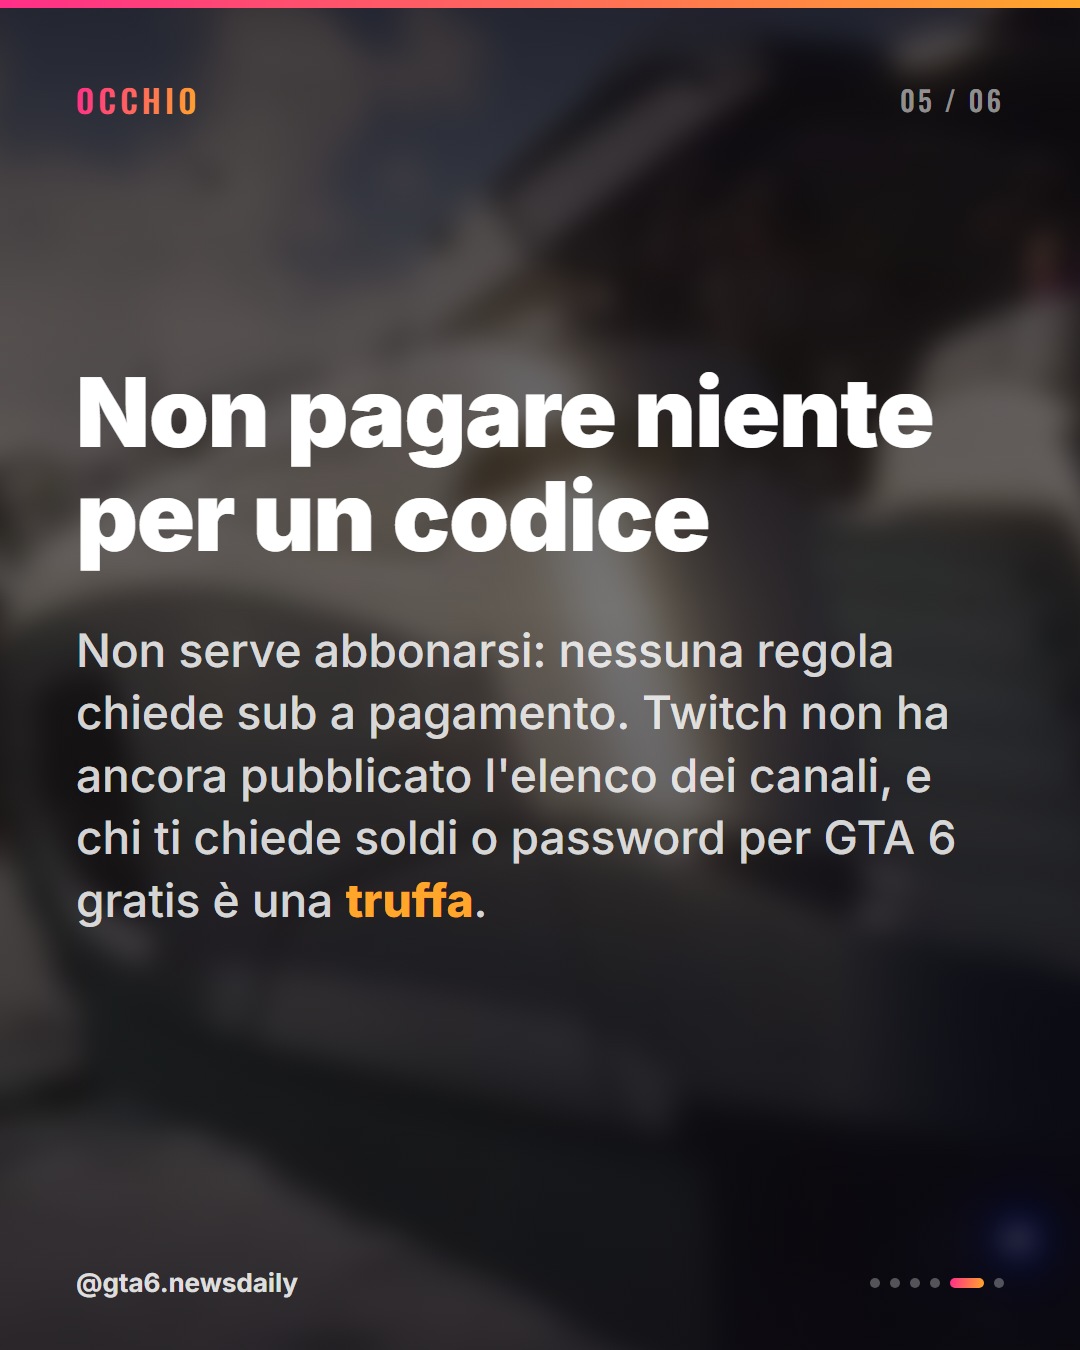 OCCHIO
05 / 06
Non pagare niente
per un codice
Non serve abbonarsi: nessuna regola
chiede sub a pagamento. Twitch non ha
ancora pubblicato l'elenco dei canali, e
chi ti chiede soldi o password per GTA 6
gratis è una truffa.
@gta6.newsdaily